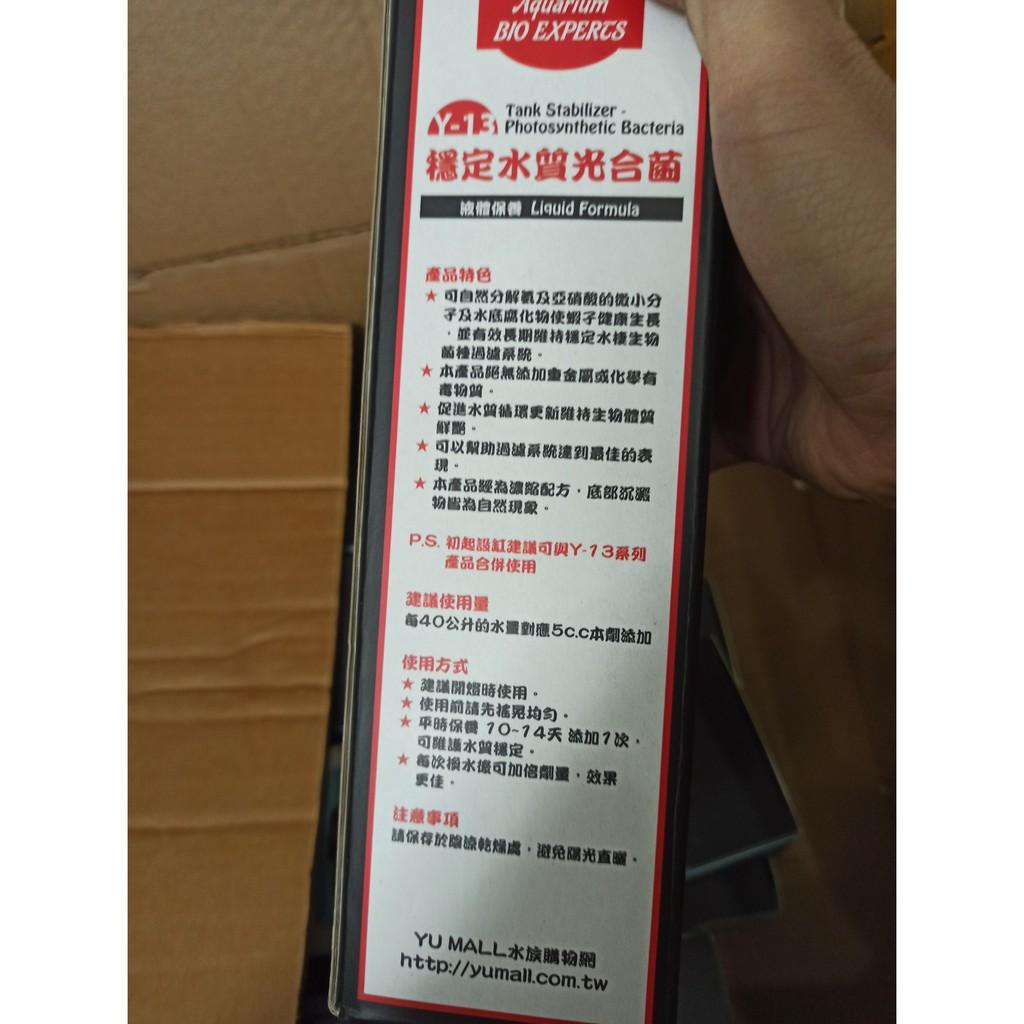 Aquarium
BIO EXPERTS
Y-13
Tank Stabilizer -
Photosynthetic Bacteria
穩定水質光合菌
液體保養 Liquid Formula
產品特色
★ 可自然分解氨及亞硝酸的微小分
子及水底腐化物使蝦子健康生長
，並有效長期維持穩定水棲生物
菌種過濾系統。
★ 本產品絕無添加重金屬或化學有
毒物質。
★ 促進水質循環更新維持生物體質
鮮艷。
★ 可以幫助過濾系統達到最佳的表
現。
★ 本產品經為濃縮配方，底部沉澱
物皆為自然現象。
P.S. 初起設缸建議可與Y-13系列
產品合併使用
建議使用量
每40公升的水量對應5c.c本劑添加
使用方式
★ 建議開燈時使用。
★ 使用前請先搖晃均勻。
★ 平時保養 10~14天 添加1次，
可維護水質穩定。
★ 每次換水後可加倍劑量，效果
更佳。
注意事項
請保存於陰涼乾燥處，避免陽光直曬。
YU MALL水族購物網
http://yumall.com.tw